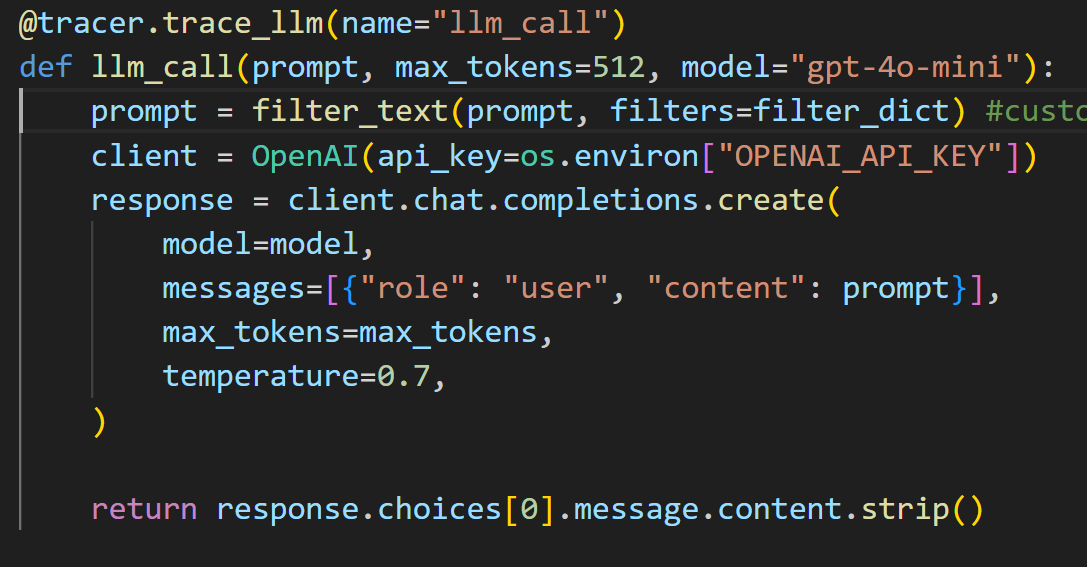 @tracer.trace_llm(name="llm_call")
def llm_call(prompt, max_tokens=512, model="gpt-4o-mini"):
    prompt = filter_text(prompt, filters=filter_dict) #custo
    client = OpenAI(api_key=os.environ["OPENAI_API_KEY"])
    response = client.chat.completions.create(
        model=model,
        messages=[{"role": "user", "content": prompt}],
        max_tokens=max_tokens,
        temperature=0.7,
    )
    return response.choices[0].message.content.strip()